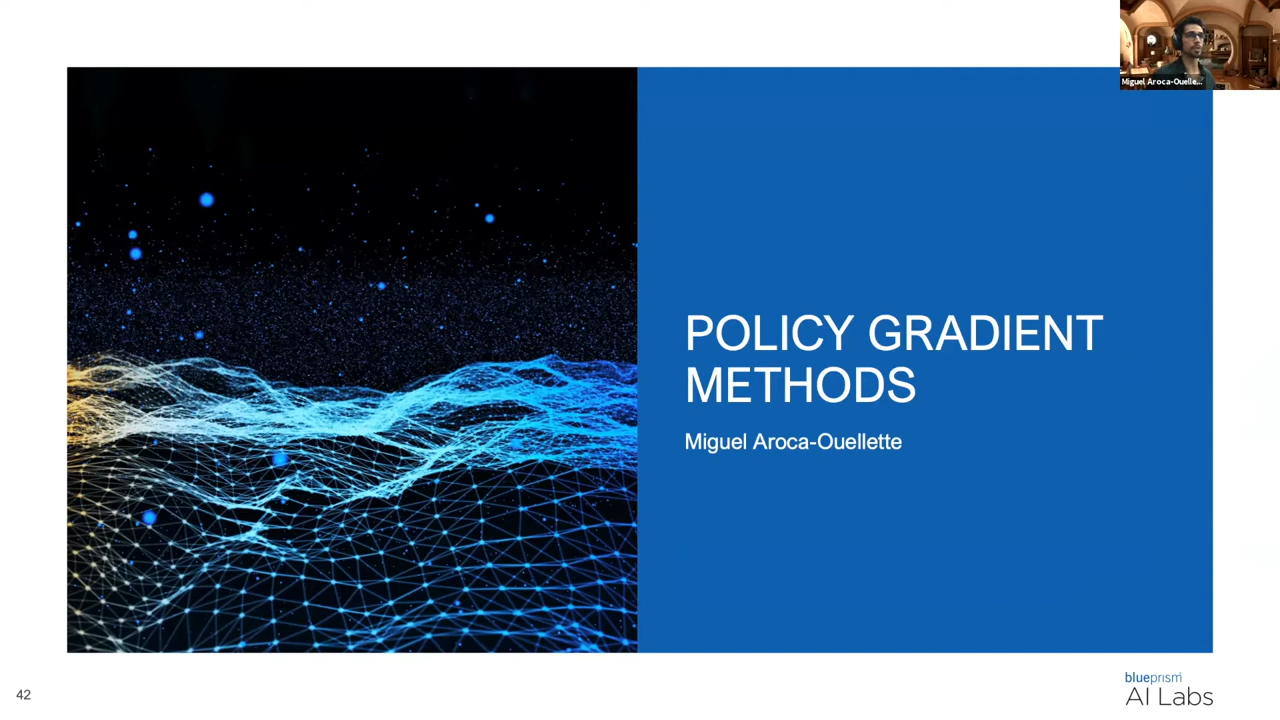 Miguel Aroca-Ouelle...
POLICY GRADIENT
METHODS
Miguel Aroca-Ouellette
42
blueprism
AI Labs